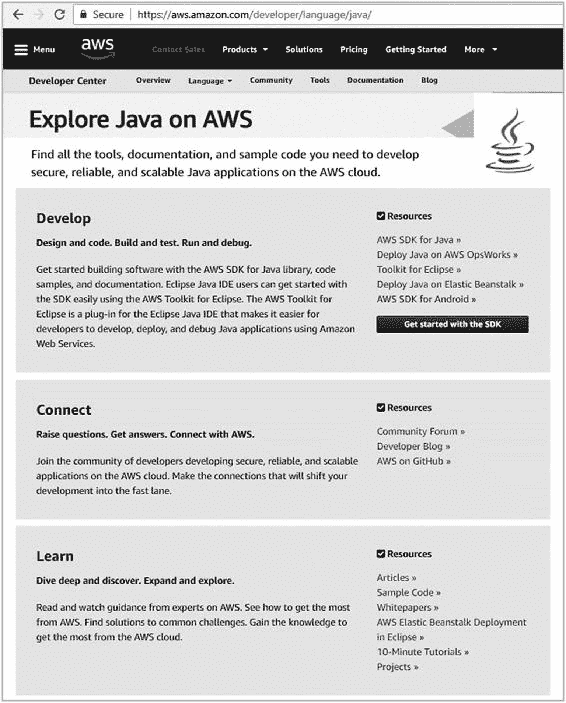 Secure https://aws.amazon.com/developer/language/java/
Menu aws Contact Sales Products Solutions Pricing Getting Started More
Developer Center Overview Language Community Tools Documentation Blog
Explore Java on AWS
Find all the tools, documentation, and sample code you need to develop
secure, reliable, and scalable Java applications on the AWS cloud.
Develop
Design and code. Build and test. Run and debug.
Get started building software with the AWS SDK for Java library, code
samples, and documentation. Eclipse Java IDE users can get started with
the SDK easily using the AWS Toolkit for Eclipse. The AWS Toolkit for
Eclipse is a plug-in for the Eclipse Java IDE that makes it easier for
developers to develop, deploy, and debug Java applications using Amazon
Web Services.
Resources
AWS SDK for Java »
Deploy Java on AWS OpsWorks »
Toolkit for Eclipse »
Deploy Java on Elastic Beanstalk »
AWS SDK for Android »
Get started with the SDK
Connect
Raise questions. Get answers. Connect with AWS.
Join the community of developers developing secure, reliable, and scalable
applications on the AWS cloud. Make the connections that will shift your
development into the fast lane.
Resources
Community Forum »
Developer Blog »
AWS on GitHub »
Learn
Dive deep and discover. Expand and explore.
Read and watch guidance from experts on AWS. See how to get the most
from AWS. Find solutions to common challenges. Gain the knowledge to
get the most from the AWS cloud.
Resources
Articles »
Sample Code »
Whitepapers »
AWS Elastic Beanstalk Deployment
in Eclipse »
10-Minute Tutorials »
Projects »